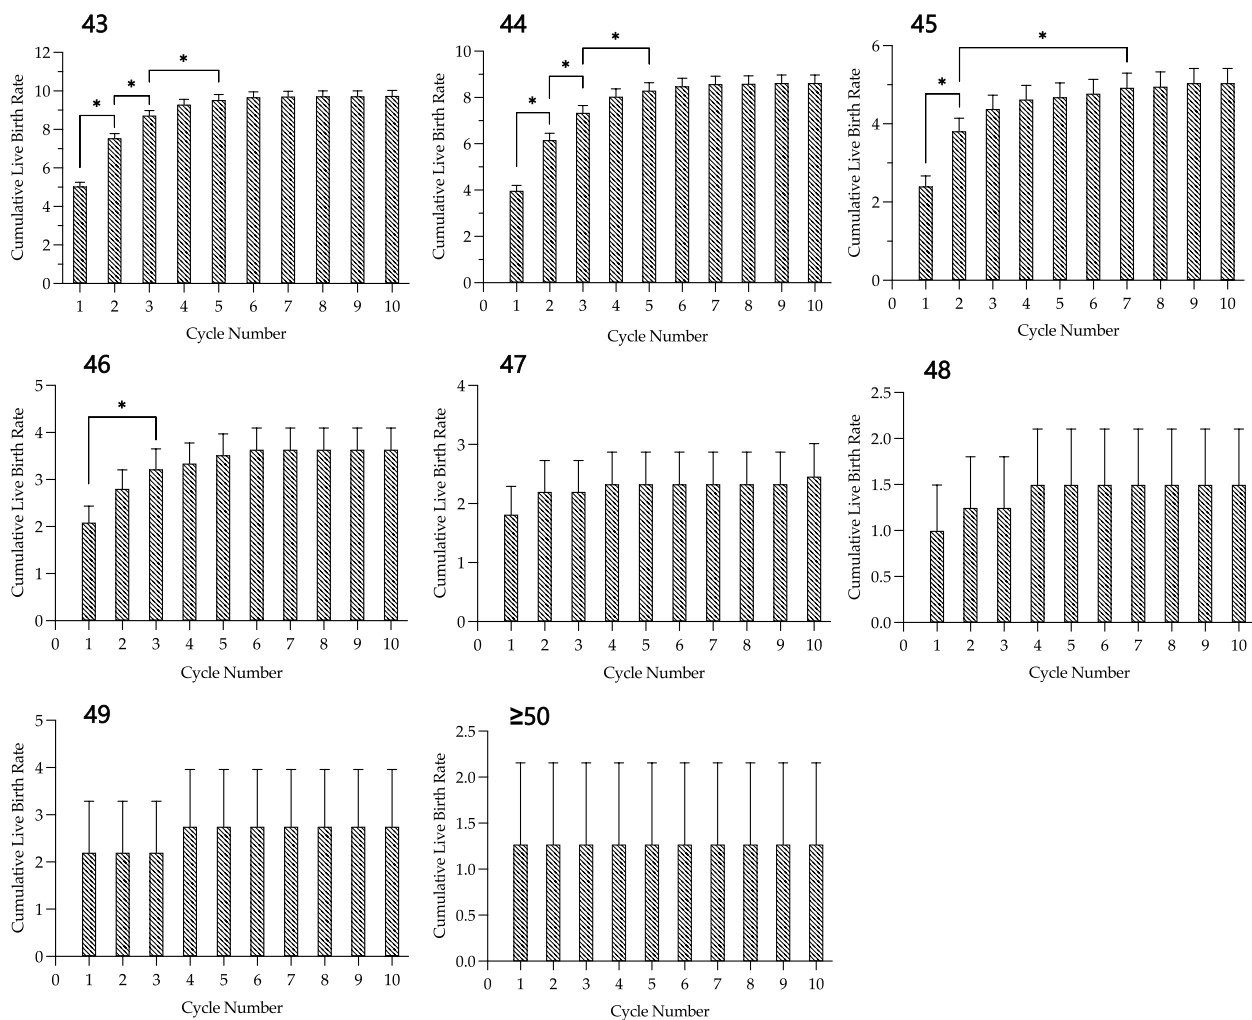 43
*
*
*
12
10
8
6
4
2
0
Cumulative Live Birth Rate
1 2 3 4 5 6 7 8 9 10
Cycle Number
44
*
*
*
10
8
6
4
2
0
Cumulative Live Birth Rate
0 1 2 3 4 5 6 7 8 9 10
Cycle Number
45
*
*
6
4
2
0
Cumulative Live Birth Rate
0 1 2 3 4 5 6 7 8 9 10
Cycle Number
46
*
5
4
3
2
1
0
Cumulative Live Birth Rate
0 1 2 3 4 5 6 7 8 9 10
Cycle Number
47
4
3
2
1
0
Cumulative Live Birth Rate
0 1 2 3 4 5 6 7 8 9 10
Cycle Number
48
2.5
2.0
1.5
1.0
0.5
0.0
Cumulative Live Birth Rate
0 1 2 3 4 5 6 7 8 9 10
Cycle Number
49
5
4
3
2
1
0
Cumulative Live Birth Rate
0 1 2 3 4 5 6 7 8 9 10
Cycle Number
≥50
2.5
2.0
1.5
1.0
0.5
0.0
Cumulative Live Birth Rate
0 1 2 3 4 5 6 7 8 9 10
Cycle Number